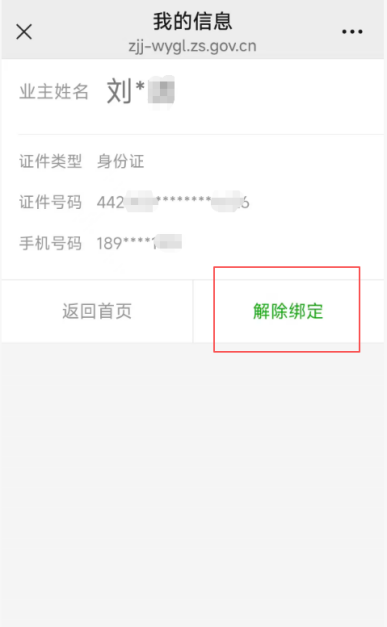 我的信息
zjj-wygl.zs.gov.cn
业主姓名 刘*
证件类型 身份证
证件号码 442********6
手机号码 189****1
返回首页 解除绑定